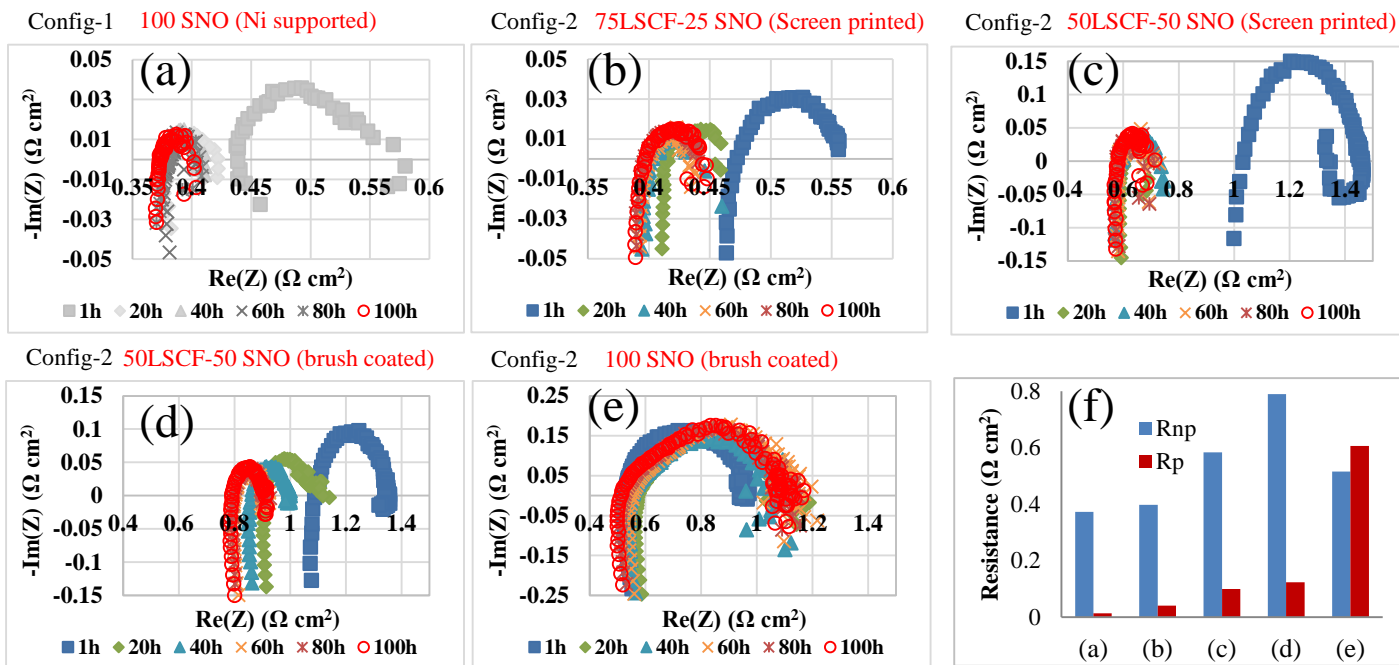 Config-1 100 SNO (Ni supported)
(a)
-Im(Z) (Ω cm²)
0.05
0.03
0.01
-0.01
-0.03
-0.05
0.35 0.4 0.45 0.5 0.55 0.6
Re(Z) (Ω cm²)
1h 20h 40h 60h 80h 100h
Config-2 75LSCF-25 SNO (Screen printed)
(b)
-Im(Z) (Ω cm²)
0.05
0.03
0.01
-0.01
-0.03
-0.05
0.35 0.4 0.45 0.5 0.55 0.6
Re(Z) (Ω cm²)
1h 20h 40h 60h 80h 100h
Config-2 50LSCF-50 SNO (Screen printed)
(c)
-Im(Z) (Ω cm²)
0.15
0.1
0.05
0
-0.05
-0.1
-0.15
0.4 0.6 0.8 1 1.2 1.4
Re(Z) (Ω cm²)
1h 20h 40h 60h 80h 100h
Config-2 50LSCF-50 SNO (brush coated)
(d)
-Im(Z) (Ω cm²)
0.15
0.1
0.05
0
-0.05
-0.1
-0.15
0.4 0.6 0.8 1 1.2 1.4
Re(Z) (Ω cm²)
1h 20h 40h 60h 80h 100h
Config-2 100 SNO (brush coated)
(e)
-Im(Z) (Ω cm²)
0.25
0.15
0.05
-0.05
-0.15
-0.25
0.4 0.6 0.8 1 1.2 1.4
Re(Z) (Ω cm²)
1h 20h 40h 60h 80h 100h
(f)
Rnp
Rp
Resistance (Ω cm²)
0.8
0.6
0.4
0.2
0
(a) (b) (c) (d) (e)